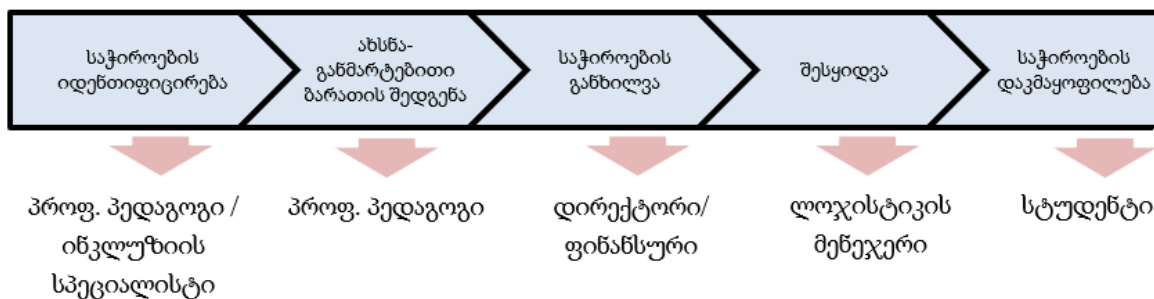 საჭიროების
იდენთიფიცირება
ახსნა-
განმარტებითი
ბარათის შედგენა
საჭიროების
განხილვა
შესყიდვა
საჭიროების
დაკმაყოფილება
პროფ. პედაგოგი /
ინკლუზიის
სპეციალისტი
პროფ. პედაგოგი
დირექტორი/
ფინანსური
ლოჯისტიკის
მენეჯერი
სტუდენტი